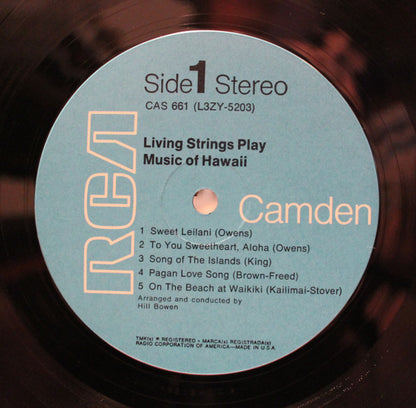 Side 1 Stereo
CAS 661 (L3ZY-5203)
Living Strings Play
Music of Hawaii
RCA
Camden
1 Sweet Leilani (Owens)
2 To You Sweetheart, Aloha (Owens)
3 Song of The Islands (King)
4 Pagan Love Song (Brown-Freed)
5 On The Beach at Waikiki (Kailimai-Stover)
Arranged and conducted by
Hill Bowen
TMK(s) ® REGISTERED • MARCA(s) REGISTRADA(s)
RADIO CORPORATION OF AMERICA—MADE IN U.S.A.